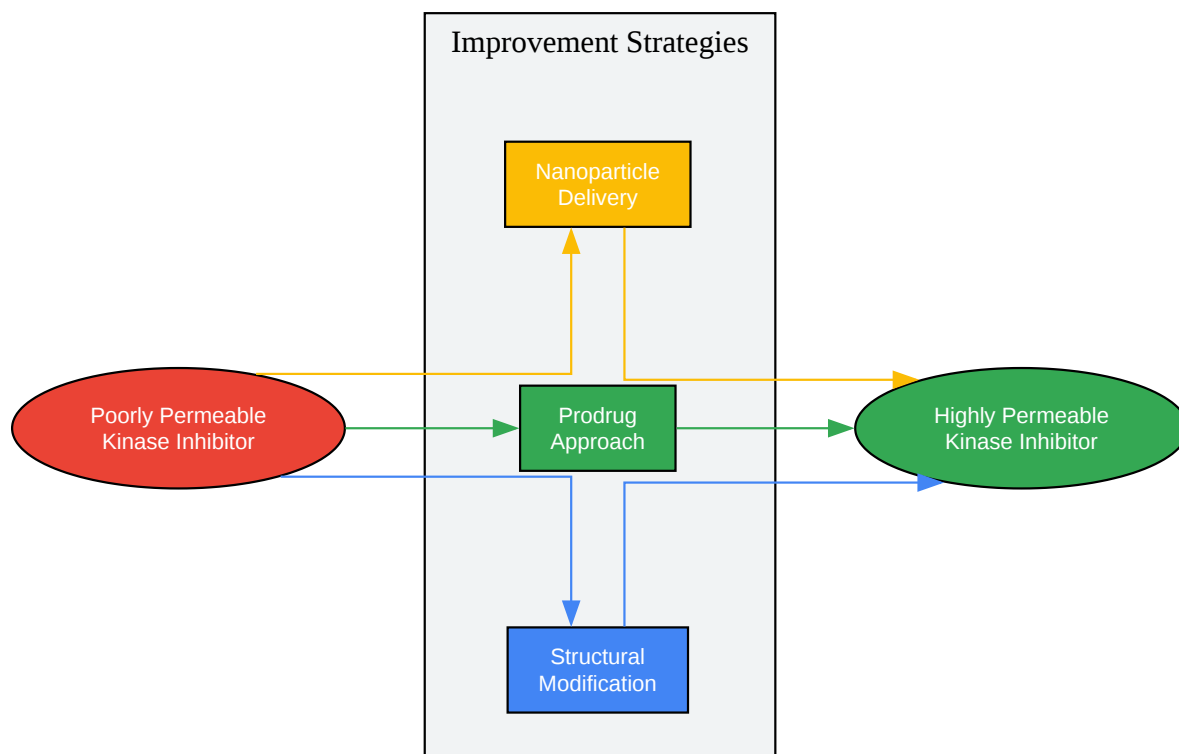 Improvement Strategies
Nanoparticle
Delivery
Poorly Permeable
Kinase Inhibitor
Prodrug
Approach
Highly Permeable
Kinase Inhibitor
Structural
Modification